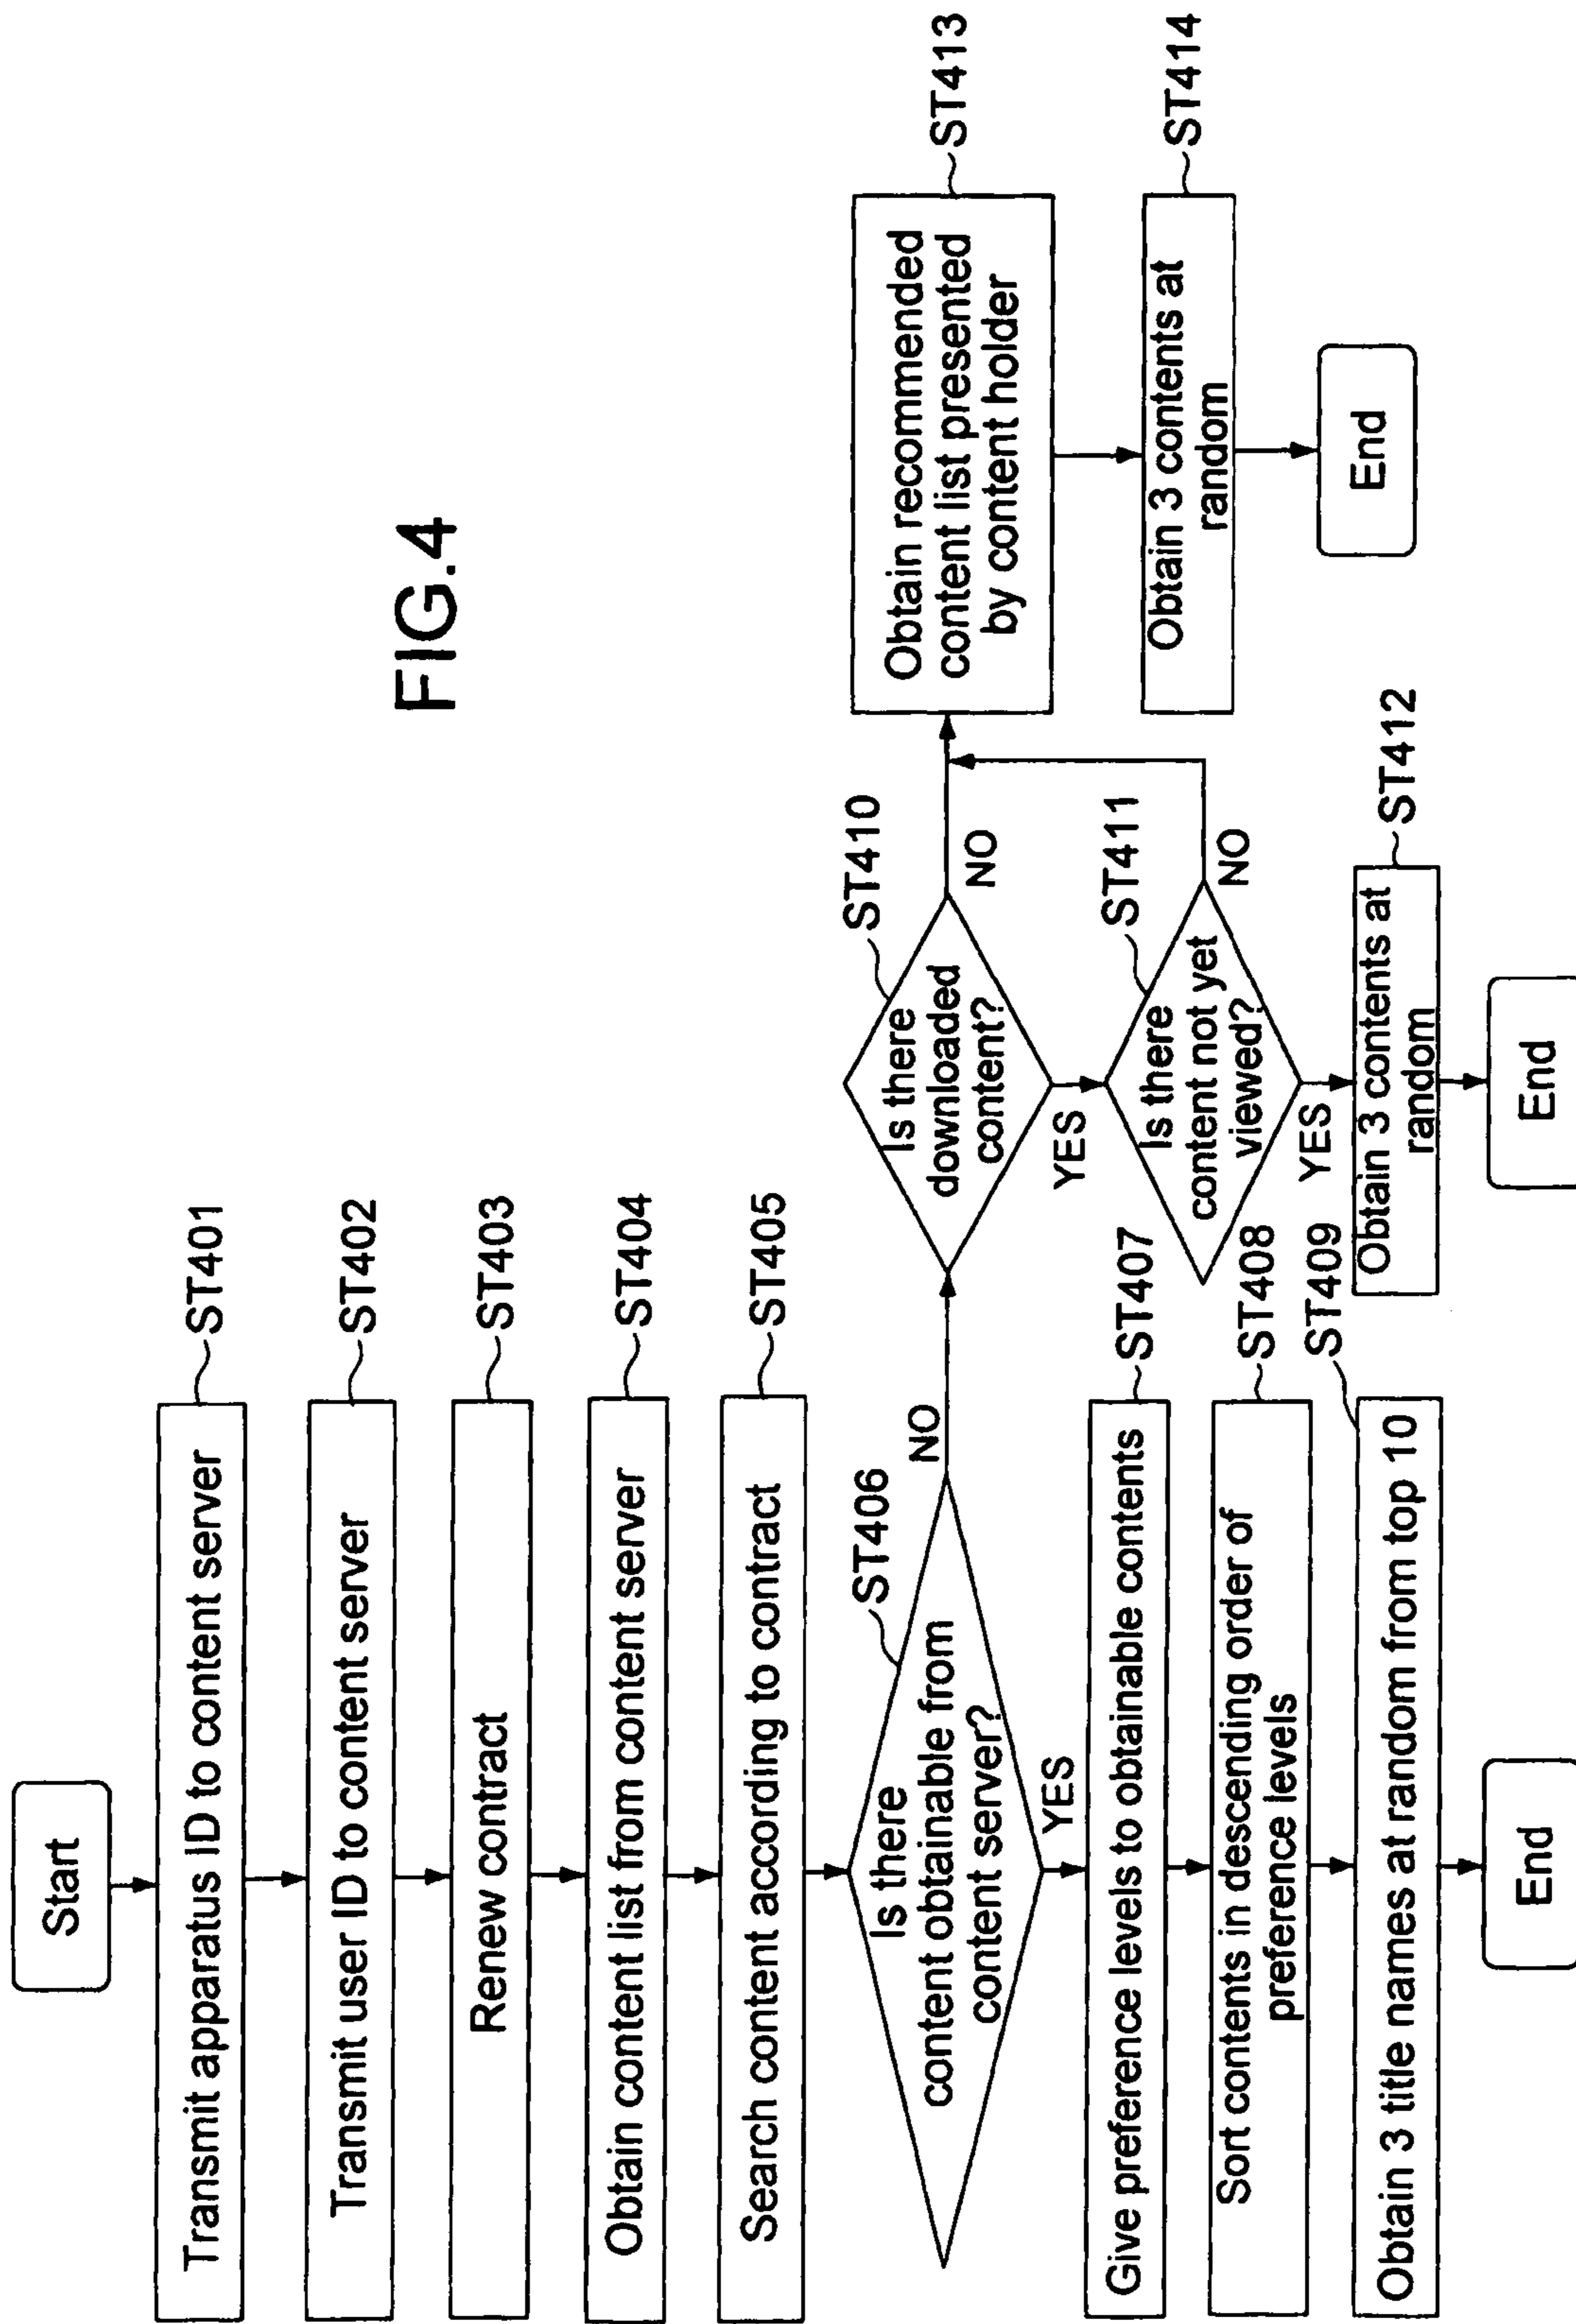 FIG.4
Start
Transmit apparatus ID to content server
ST401
Transmit user ID to content server
ST402
Renew contract
ST403
Obtain content list from content server
ST404
Search content according to contract
ST405
Is there
content obtainable from
content server?
ST406
NO
YES
Give preference levels to obtainable contents
ST407
Sort contents in descending order of
preference levels
ST408
Obtain 3 title names at random from top 10
ST409
End
Is there
downloaded
content?
ST410
NO
YES
Is there
content not yet
viewed?
ST411
NO
YES
Obtain 3 contents at
random
ST412
End
Obtain recommended
content list presented
by content holder
ST413
Obtain 3 contents at
random
ST414
End